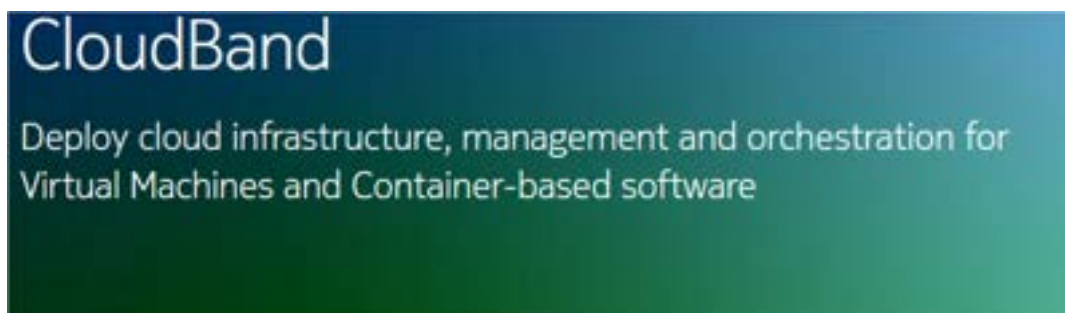 CloudBand
Deploy cloud infrastructure, management and orchestration for
Virtual Machines and Container-based software